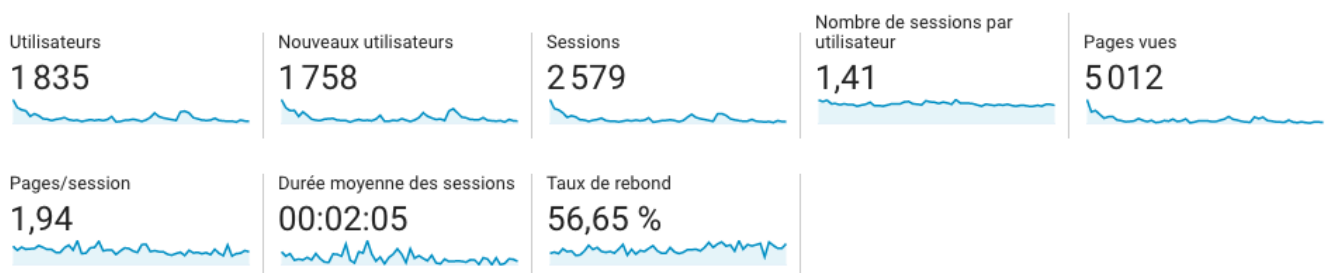 Utilisateurs
1 835
Nouveaux utilisateurs
1 758
Sessions
2 579
Nombre de sessions par
utilisateur
1,41
Pages vues
5 012
Pages/session
1,94
Durée moyenne des sessions
00:02:05
Taux de rebond
56,65 %